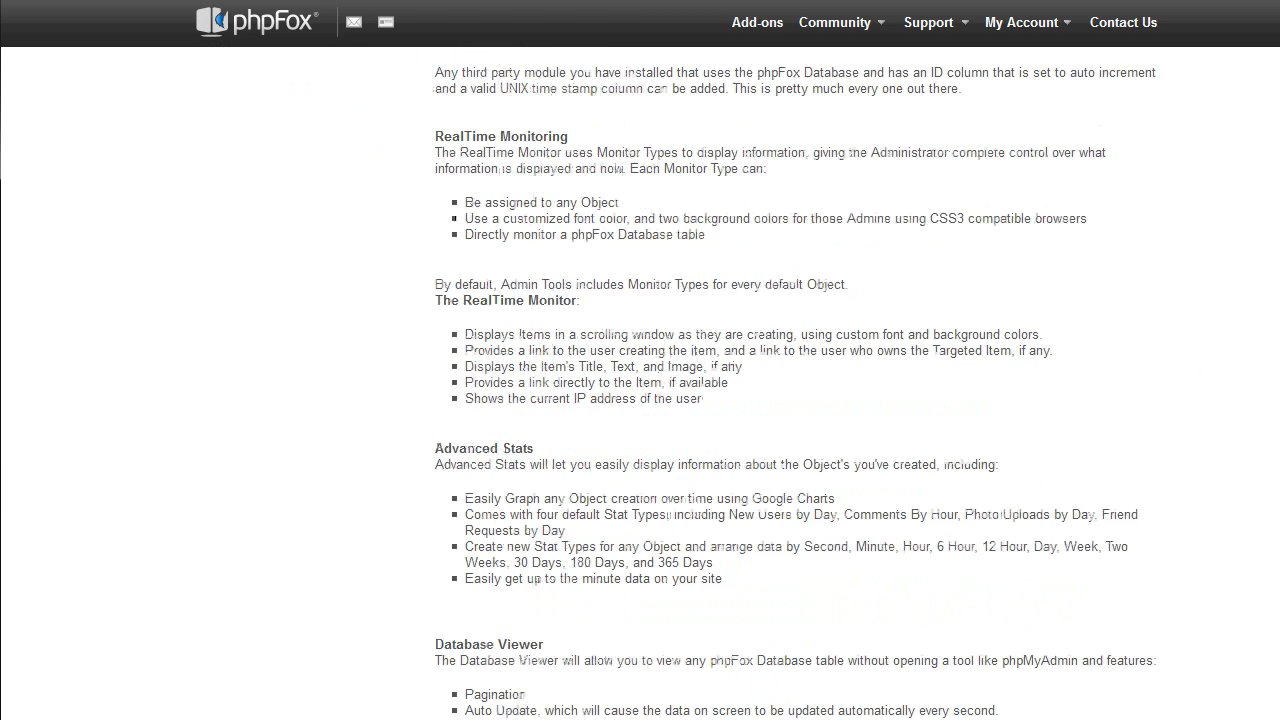 phpFox®
Add-ons Community Support My Account Contact Us
Any third party module you have installed that uses the phpFox Database and has an ID column that is set to auto increment
and a valid UNIX time stamp column can be added. This is pretty much every one out there.
RealTime Monitoring
The RealTime Monitor uses Monitor Types to display information, giving the Administrator complete control over what
information is displayed and how. Each Monitor Type can:
Be assigned to any Object
Use a customized font color, and two background colors for those Admins using CSS3 compatible browsers
Directly monitor a phpFox Database table
By default, Admin Tools includes Monitor Types for every default Object.
The RealTime Monitor:
Displays Items in a scrolling window as they are creating, using custom font and background colors.
Provides a link to the user creating the item, and a link to the user who owns the Targeted Item, if any.
Displays the Item's Title, Text, and Image, if any
Provides a link directly to the Item, if available
Shows the current IP address of the user
Advanced Stats
Advanced Stats will let you easily display information about the Object's you've created, including:
Easily Graph any Object creation over time using Google Charts
Comes with four default Stat Types, including New Users by Day, Comments By Hour, Photo Uploads by Day, Friend
Requests by Day
Create new Stat Types for any Object and arrange data by Second, Minute, Hour, 6 Hour, 12 Hour, Day, Week, Two
Weeks, 30 Days, 180 Days, and 365 Days
Easily get up to the minute data on your site
Database Viewer
The Database Viewer will allow you to view any phpFox Database table without opening a tool like phpMyAdmin and features:
Pagination
Auto Update, which will cause the data on screen to be updated automatically every second.